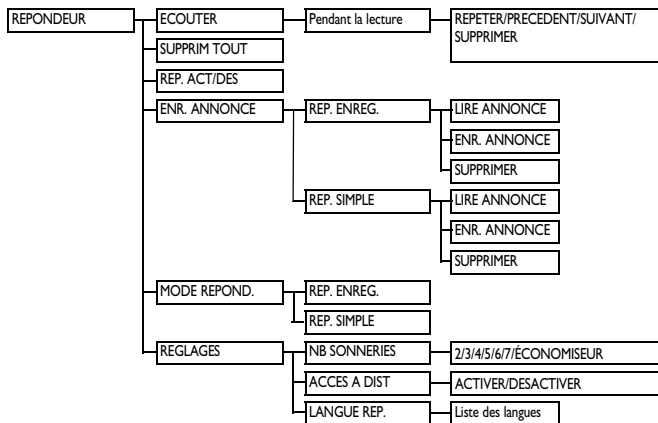 REPONDEUR
ECOUTER
Pendant la lecture
REPETER/PRECEDENT/SUIVANT/
SUPPRIMER
SUPPRIM TOUT
REP. ACT/DES
ENR. ANNONCE
REP. ENREG.
LIRE ANNONCE
ENR. ANNONCE
SUPPRIMER
REP. SIMPLE
LIRE ANNONCE
ENR. ANNONCE
SUPPRIMER
MODE REPOND.
REP. ENREG.
REP. SIMPLE
REGLAGES
NB SONNERIES
2/3/4/5/6/7/ÉCONOMISEUR
ACCES A DIST
ACTIVER/DESACTIVER
LANGUE REP.
Liste des langues